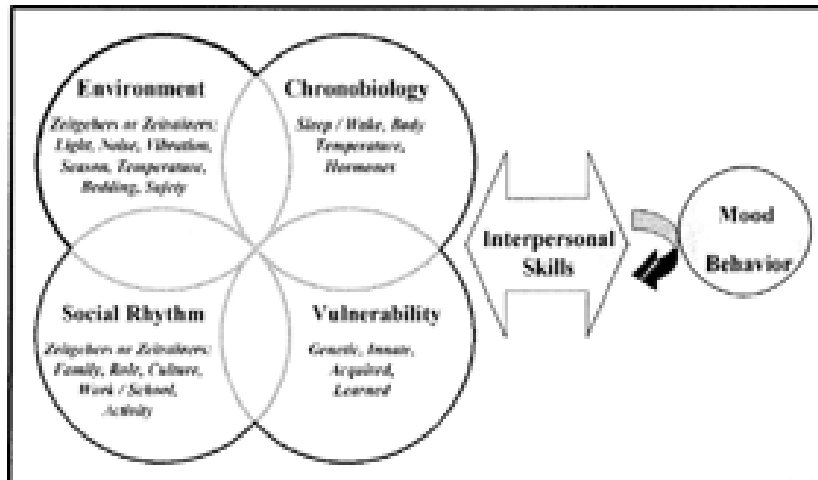 Environment
Zeitgebers or Zeitstörers:
Light, Noise, Vibration,
Season, Temperature,
Bedding, Safety
Chronobiology
Sleep / Wake, Body
Temperature,
Hormones
Social Rhythm
Zeitgebers or Zeitstörers:
Family, Role, Culture,
Work / School,
Activity
Vulnerability
Genetic, Innate,
Acquired,
Learned
Interpersonal
Skills
Mood
Behavior